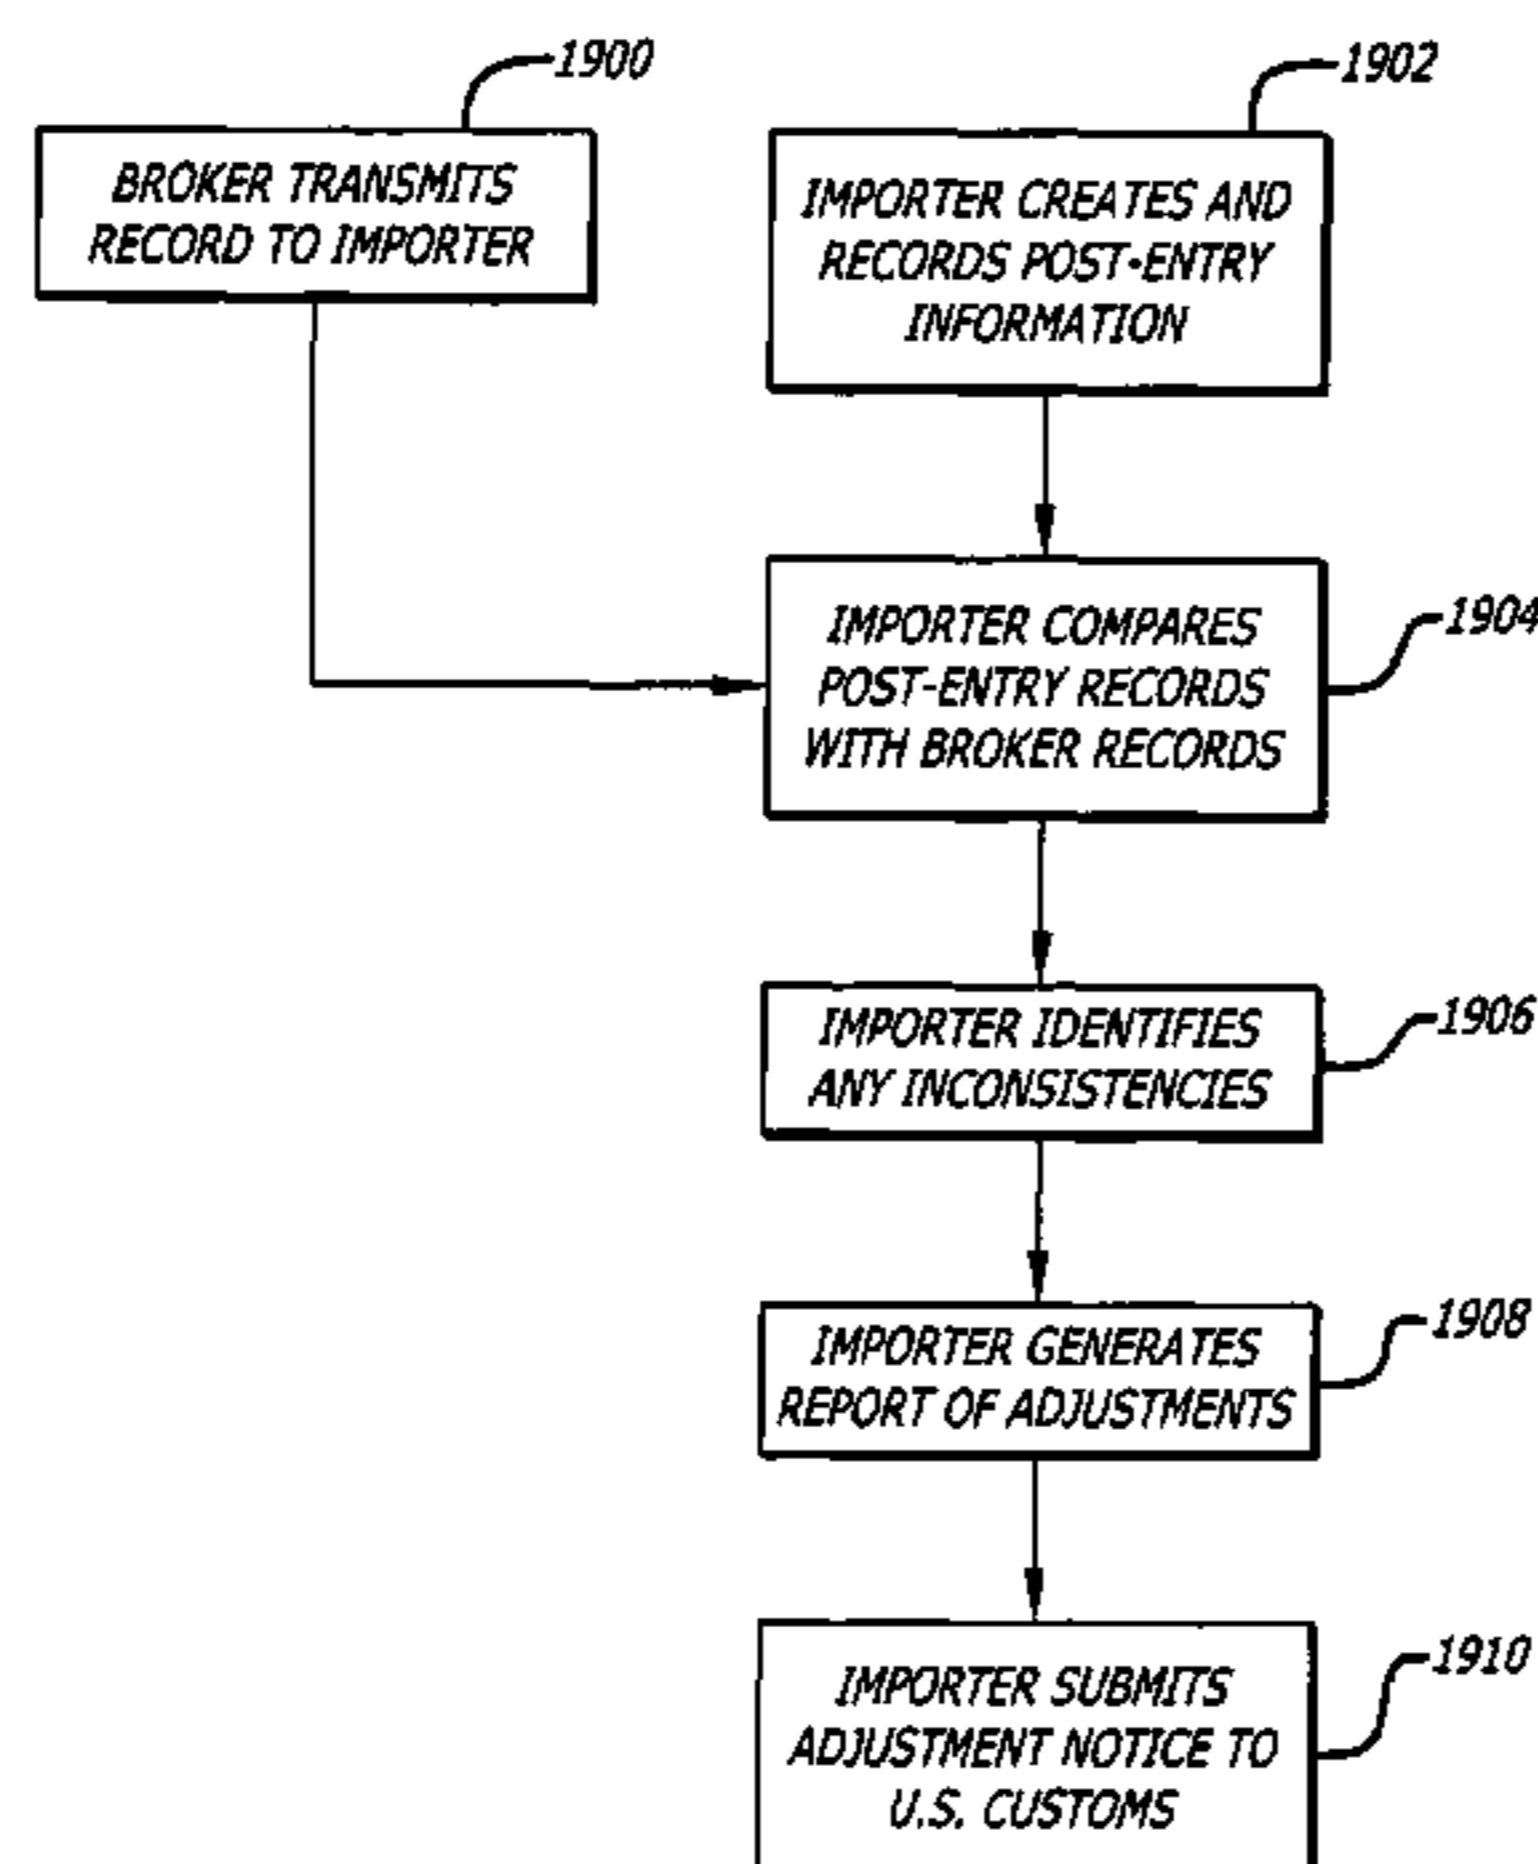 1900
BROKER TRANSMITS
RECORD TO IMPORTER
1902
IMPORTER CREATES AND
RECORDS POST-ENTRY
INFORMATION
1904
IMPORTER COMPARES
POST-ENTRY RECORDS
WITH BROKER RECORDS
1906
IMPORTER IDENTIFIES
ANY INCONSISTENCIES
1908
IMPORTER GENERATES
REPORT OF ADJUSTMENTS
1910
IMPORTER SUBMITS
ADJUSTMENT NOTICE TO
U.S. CUSTOMS